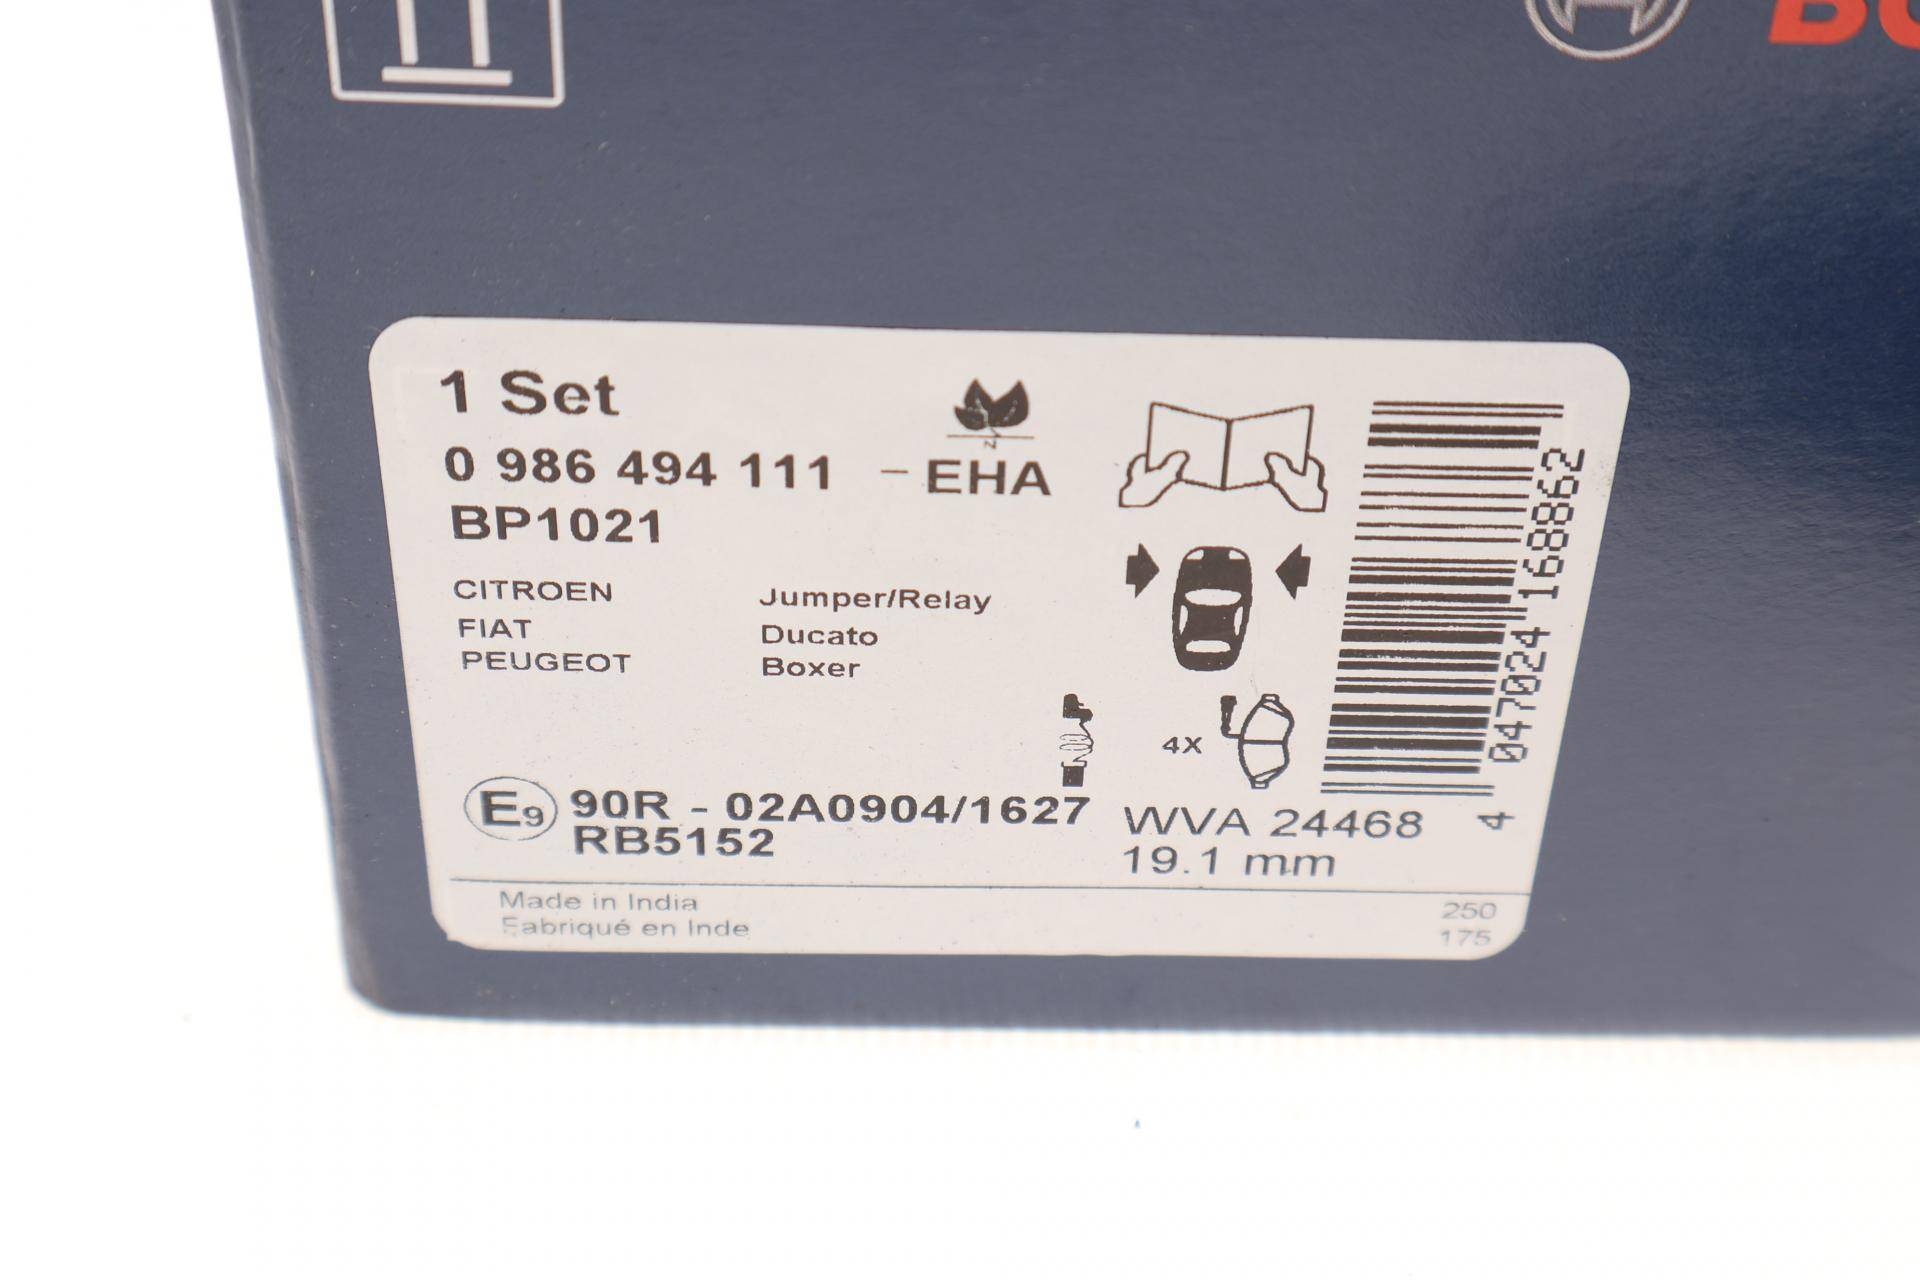 1 Set
0 986 494 111 - EHA
BP1021
CITROEN Jumper/Relay
FIAT Ducato
PEUGEOT Boxer
4X
E9 90R - 02A0904/1627
RB5152
WVA 24468
19.1 mm
4 047024 168862
Made in India
Fabriqué en Inde
250
175